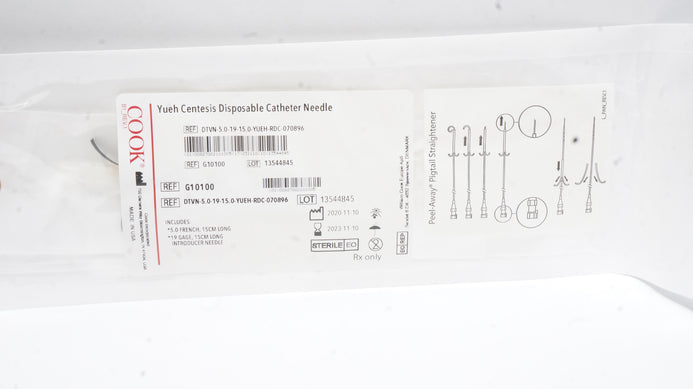 Yueh Centesis Disposable Catheter Needle
REF DTVN-5.0-19-15.0-YUEH-RDC-070896
REF G10100 LOT 13544845
REF G10100
REF DTVN-5.0-19-15.0-YUEH-RDC-070896 LOT 13544845
2020-11-10
2023-11-10
INCLUDES:
*5.0 FRENCH, 15CM LONG
*19 GAGE, 15CM LONG
INTRODUCER NEEDLE
STERILE EO
Rx only
COOK®
MADE IN USA
EC REP
Peel-Away® Pigtail Straightener